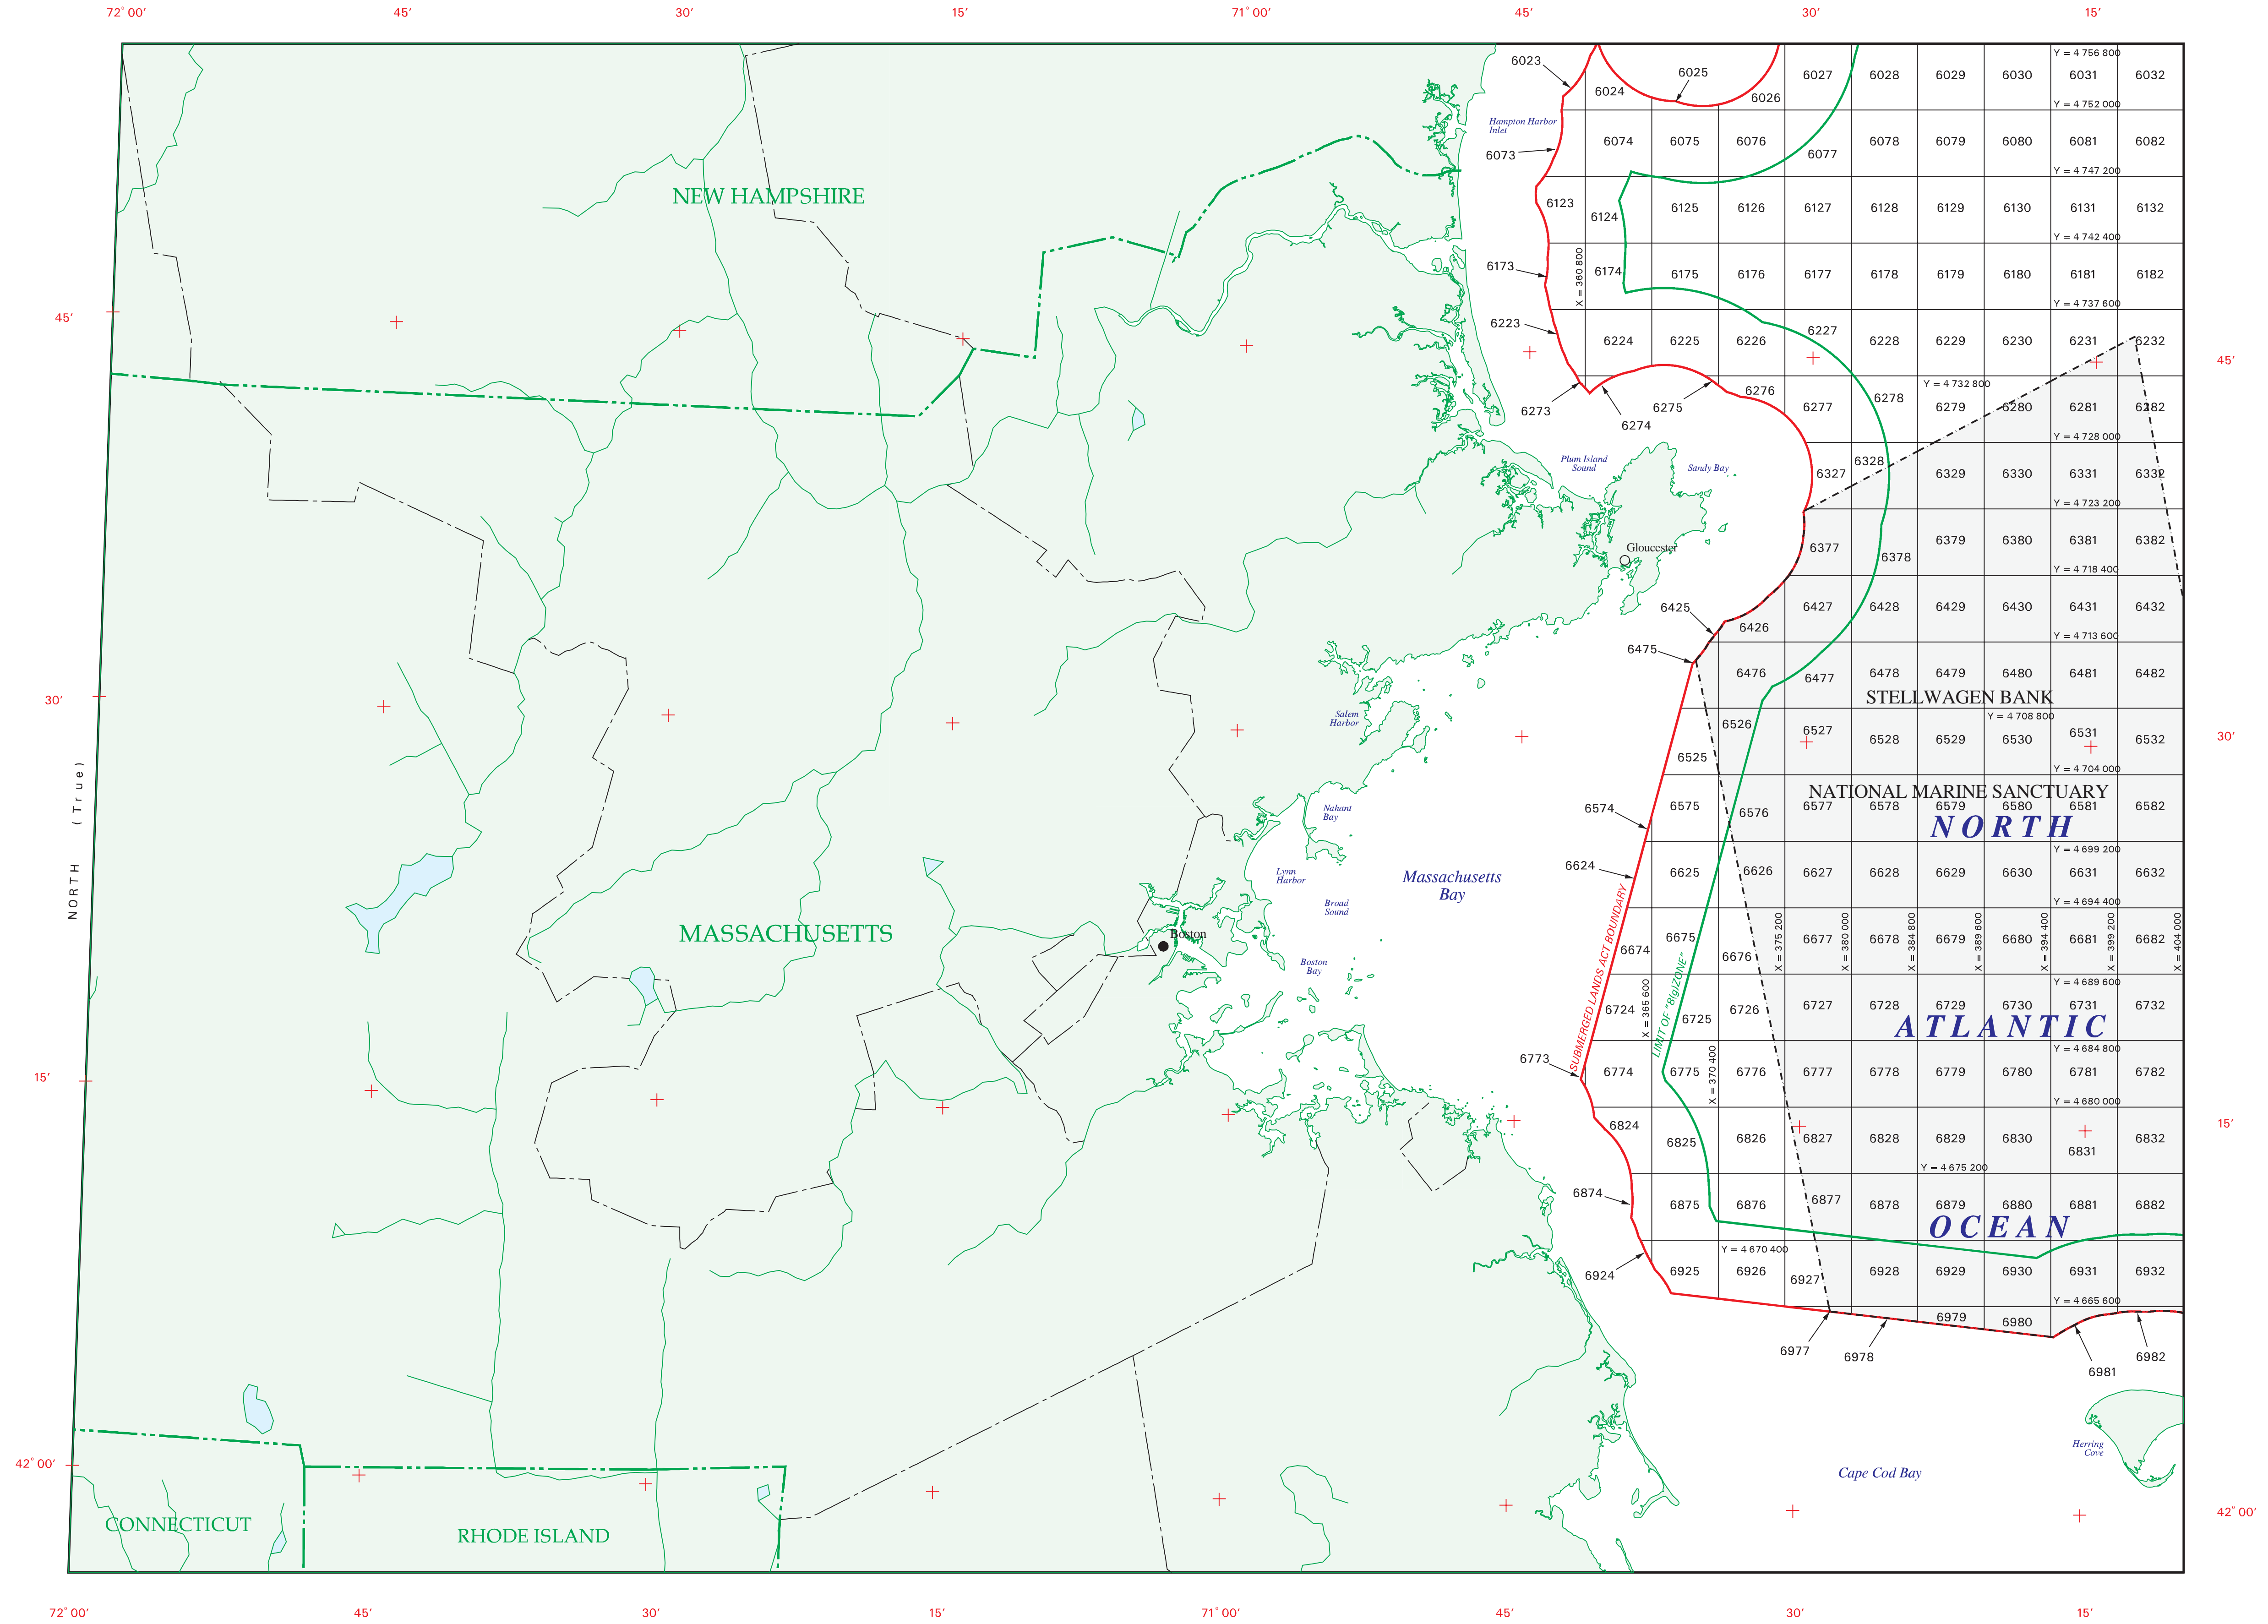 72° 00′ 45′ 30′ 15′ 71° 00′ 45′ 30′ 15′
Y = 4 756 800
6023 6024 6025 6026 6027 6028 6029 6030 6031 6032
Y = 4 752 000
Hampton Harbor
Inlet
6073 6074 6075 6076 6077 6078 6079 6080 6081 6082
Y = 4 747 200
NEW HAMPSHIRE
6123 6124 6125 6126 6127 6128 6129 6130 6131 6132
Y = 4 742 400
X = 360 800
6173 6174 6175 6176 6177 6178 6179 6180 6181 6182
Y = 4 737 600
45′
6223 6224 6225 6226 6227 6228 6229 6230 6231 6232
45′
Y = 4 732 800
6273 6274 6275 6276 6277 6278 6279 6280 6281 6282
Y = 4 728 000
Plum Island
Sound
Sandy Bay
6327 6328 6329 6330 6331 6332
Y = 4 723 200
Gloucester
6377 6378 6379 6380 6381 6382
Y = 4 718 400
6425 6426 6427 6428 6429 6430 6431 6432
Y = 4 713 600
6475 6476 6477 6478 6479 6480 6481 6482
30′
STELLWAGEN BANK
Y = 4 708 800
Salem
Harbor
6525 6526 6527 6528 6529 6530 6531 6532
30′
Y = 4 704 000
NATIONAL MARINE SANCTUARY
6574 6575 6576 6577 6578 6579 6580 6581 6582
Nahant
Bay
NORTH
NORTH (True)
Y = 4 699 200
6624 6625 6626 6627 6628 6629 6630 6631 6632
Lynn
Harbor
Massachusetts
Bay
Y = 4 694 400
Broad
Sound
MASSACHUSETTS
Boston
SUBMERGED LANDS ACT BOUNDARY
6674 6675 6676 6677 6678 6679 6680 6681 6682
X = 375 200 X = 380 000 X = 384 800 X = 389 600 X = 394 400 X = 399 200 X = 404 000
Boston
Bay
Y = 4 689 600
X = 365 600
LIMIT OF "8(g)ZONE"
6724 6725 6726 6727 6728 6729 6730 6731 6732
ATLANTIC
Y = 4 684 800
15′
6773 6774 6775 6776 6777 6778 6779 6780 6781 6782
X = 370 400
Y = 4 680 000
15′
6824 6825 6826 6827 6828 6829 6830 6831 6832
Y = 4 675 200
6874 6875 6876 6877 6878 6879 6880 6881 6882
OCEAN
Y = 4 670 400
6924 6925 6926 6927 6928 6929 6930 6931 6932
Y = 4 665 600
6977 6978 6979 6980 6981 6982
Herring
Cove
42° 00′
Cape Cod Bay
42° 00′
CONNECTICUT
RHODE ISLAND
72° 00′ 45′ 30′ 15′ 71° 00′ 45′ 30′ 15′